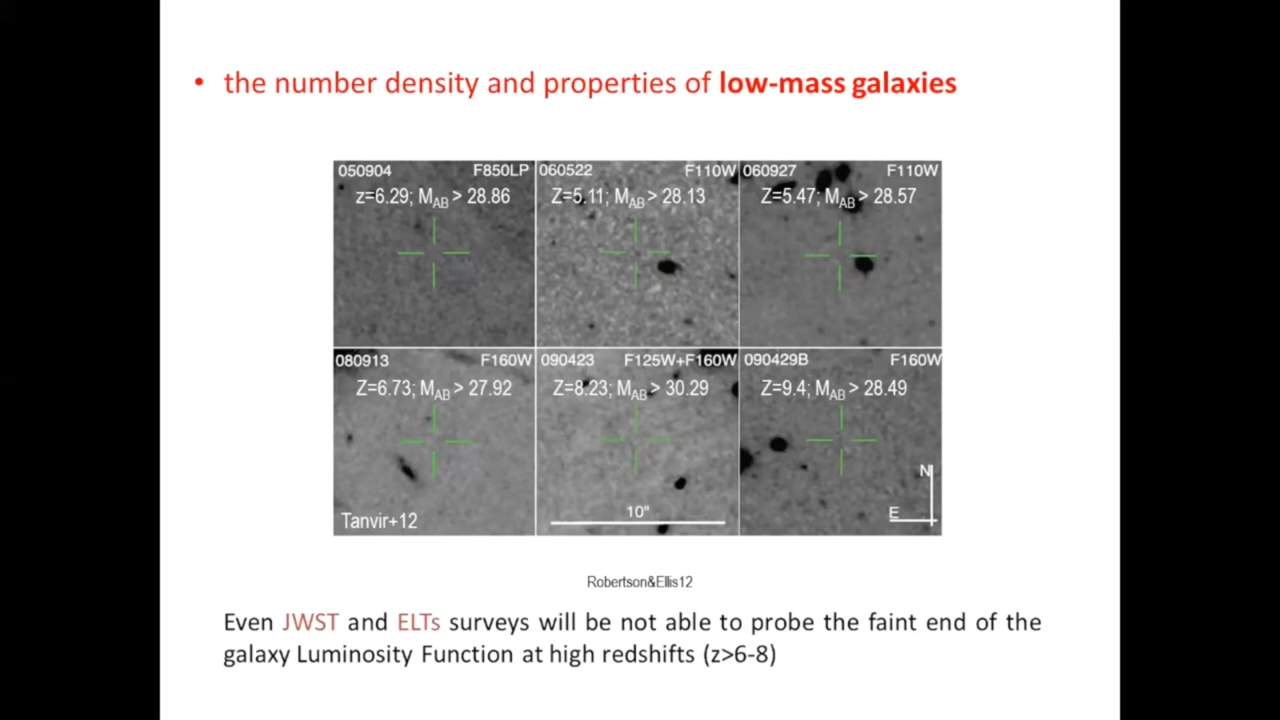 • the number density and properties of low-mass galaxies
050904 F850LP
z=6.29; MAB > 28.86
060522 F110W
Z=5.11; MAB > 28.13
060927 F110W
Z=5.47; MAB > 28.57
080913 F160W
Z=6.73; MAB > 27.92
Tanvir+12
090423 F125W+F160W
Z=8.23; MAB > 30.29
10"
090429B F160W
Z=9.4; MAB > 28.49
N
E
Robertson&Ellis12
Even JWST and ELTs surveys will be not able to probe the faint end of the
galaxy Luminosity Function at high redshifts (z>6-8)